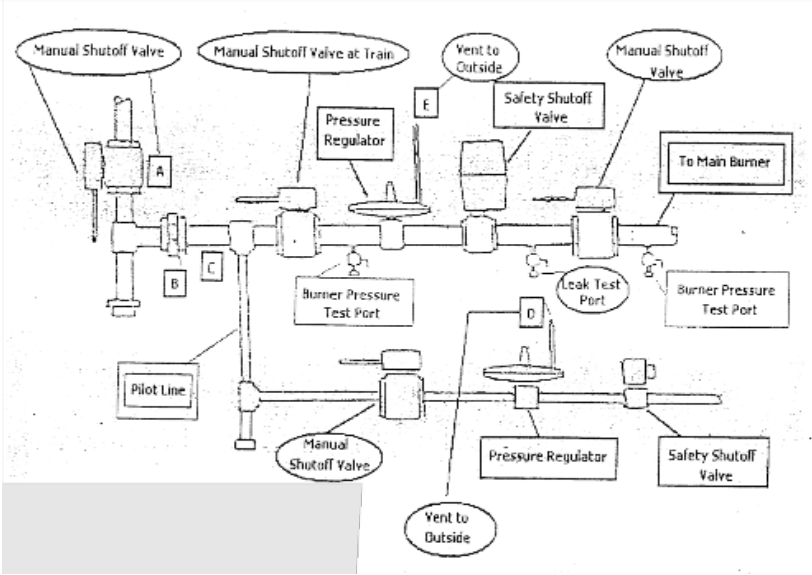 Manual Shutoff Valve
Manual Shutoff Valve at Train
Vent to
Outside
Manual Shutoff
Valve
E
Safety Shutoff
Valve
Pressure
Regulator
A
To Main Burner
B
C
Burner Pressure
Test Port
Leak Test
Port
Burner Pressure
Test Port
D
Pilot Line
Manual
Shutoff Valve
Pressure Regulator
Safety Shutoff
Valve
Vent to
Outside